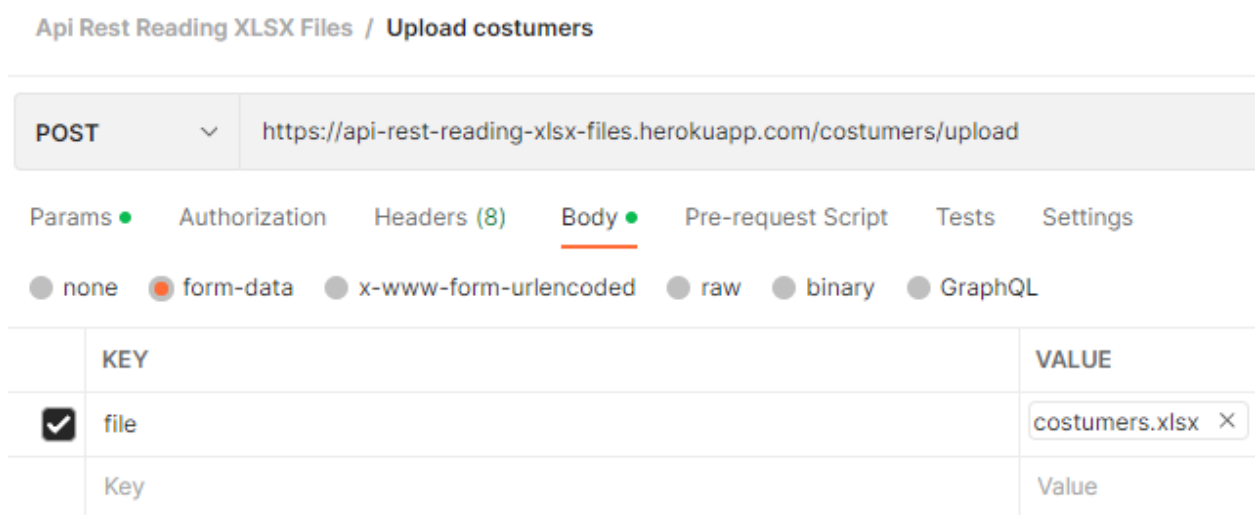 Api Rest Reading XLSX Files / Upload costumers
POST https://api-rest-reading-xlsx-files.herokuapp.com/costumers/upload
Params Authorization Headers (8) Body Pre-request Script Tests Settings
none form-data x-www-form-urlencoded raw binary GraphQL
KEY VALUE
file costumers.xlsx
Key Value